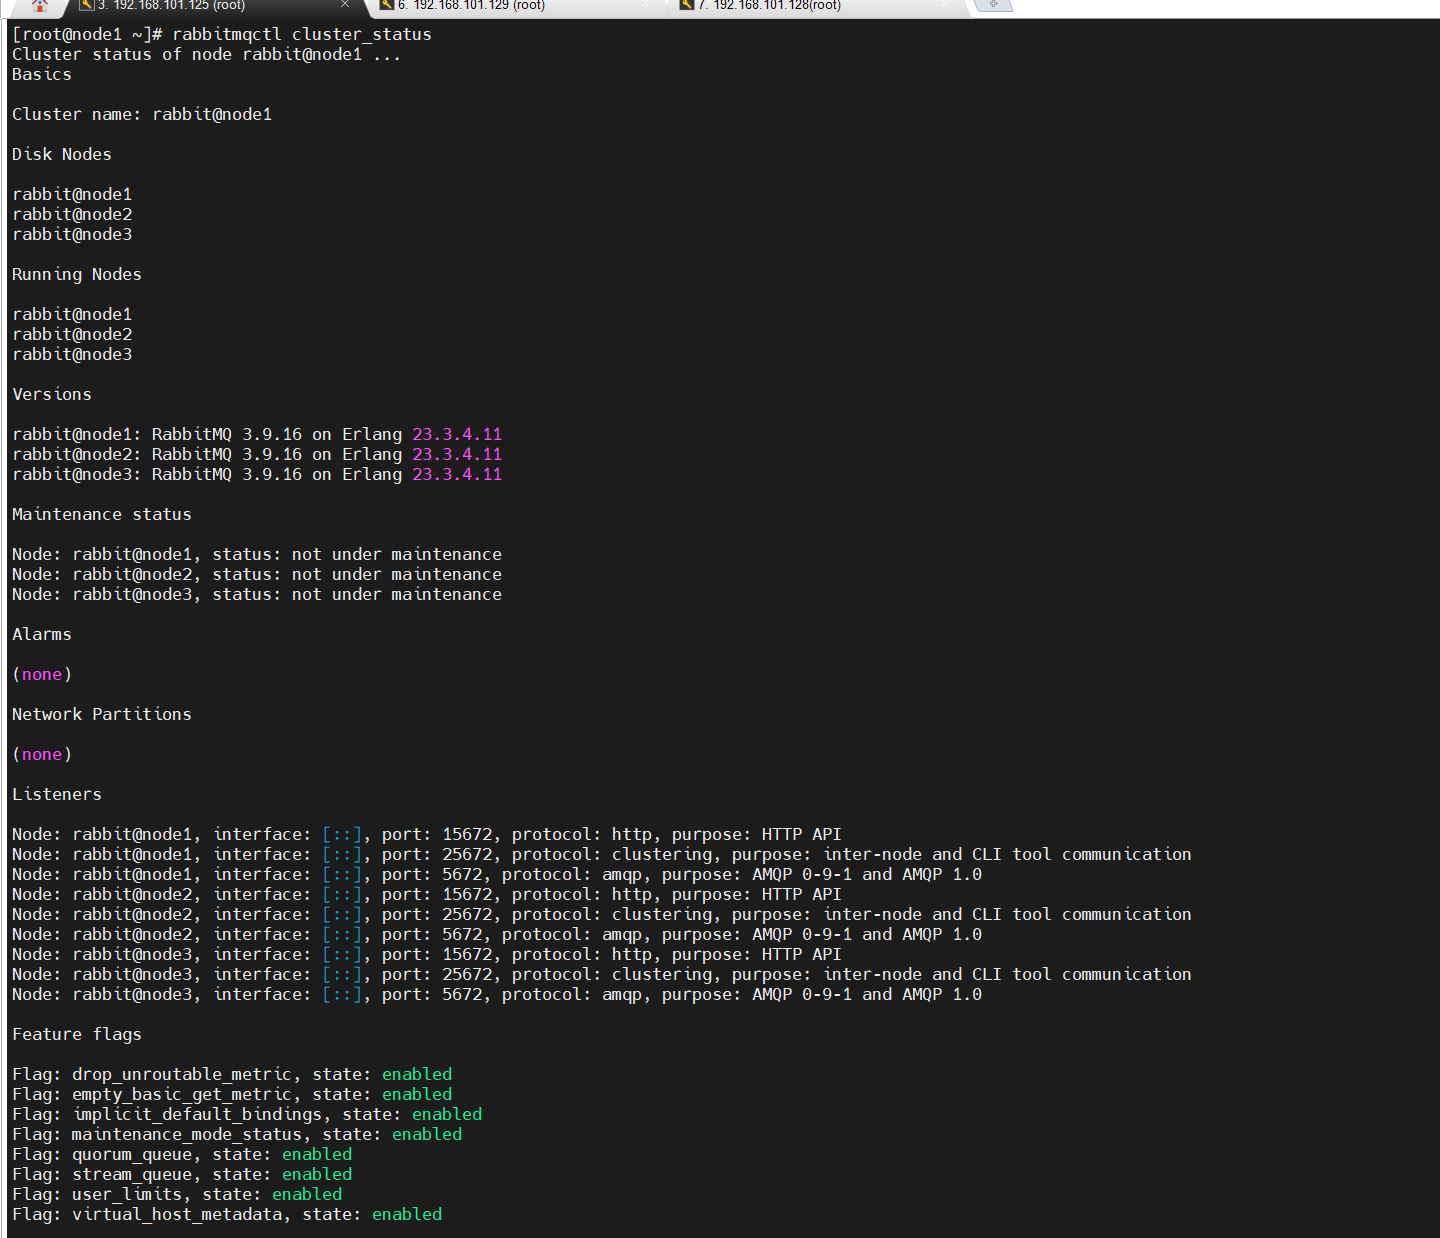 3. 192.168.101.125 (root)
6. 192.168.101.129 (root)
7. 192.168.101.128(root)
[root@node1 ~]# rabbitmqctl cluster_status
Cluster status of node rabbit@node1 ...
Basics
Cluster name: rabbit@node1
Disk Nodes
rabbit@node1
rabbit@node2
rabbit@node3
Running Nodes
rabbit@node1
rabbit@node2
rabbit@node3
Versions
rabbit@node1: RabbitMQ 3.9.16 on Erlang 23.3.4.11
rabbit@node2: RabbitMQ 3.9.16 on Erlang 23.3.4.11
rabbit@node3: RabbitMQ 3.9.16 on Erlang 23.3.4.11
Maintenance status
Node: rabbit@node1, status: not under maintenance
Node: rabbit@node2, status: not under maintenance
Node: rabbit@node3, status: not under maintenance
Alarms
(none)
Network Partitions
(none)
Listeners
Node: rabbit@node1, interface: [::], port: 15672, protocol: http, purpose: HTTP API
Node: rabbit@node1, interface: [::], port: 25672, protocol: clustering, purpose: inter-node and CLI tool communication
Node: rabbit@node1, interface: [::], port: 5672, protocol: amqp, purpose: AMQP 0-9-1 and AMQP 1.0
Node: rabbit@node2, interface: [::], port: 15672, protocol: http, purpose: HTTP API
Node: rabbit@node2, interface: [::], port: 25672, protocol: clustering, purpose: inter-node and CLI tool communication
Node: rabbit@node2, interface: [::], port: 5672, protocol: amqp, purpose: AMQP 0-9-1 and AMQP 1.0
Node: rabbit@node3, interface: [::], port: 15672, protocol: http, purpose: HTTP API
Node: rabbit@node3, interface: [::], port: 25672, protocol: clustering, purpose: inter-node and CLI tool communication
Node: rabbit@node3, interface: [::], port: 5672, protocol: amqp, purpose: AMQP 0-9-1 and AMQP 1.0
Feature flags
Flag: drop_unroutable_metric, state: enabled
Flag: empty_basic_get_metric, state: enabled
Flag: implicit_default_bindings, state: enabled
Flag: maintenance_mode_status, state: enabled
Flag: quorum_queue, state: enabled
Flag: stream_queue, state: enabled
Flag: user_limits, state: enabled
Flag: virtual_host_metadata, state: enabled